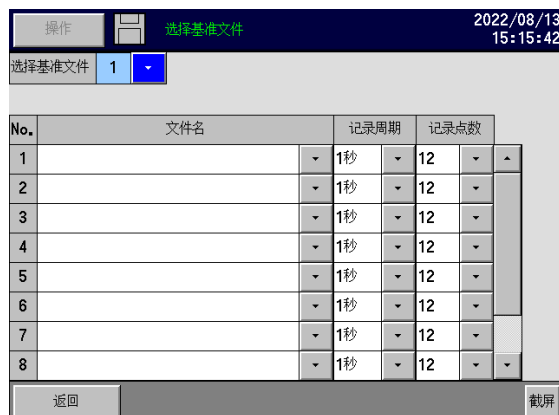 操作 选择基准文件 2022/08/13
15:15:42
选择基准文件 1
No. 文件名 记录周期 记录点数
1 1秒 12
2 1秒 12
3 1秒 12
4 1秒 12
5 1秒 12
6 1秒 12
7 1秒 12
8 1秒 12
返回 截屏